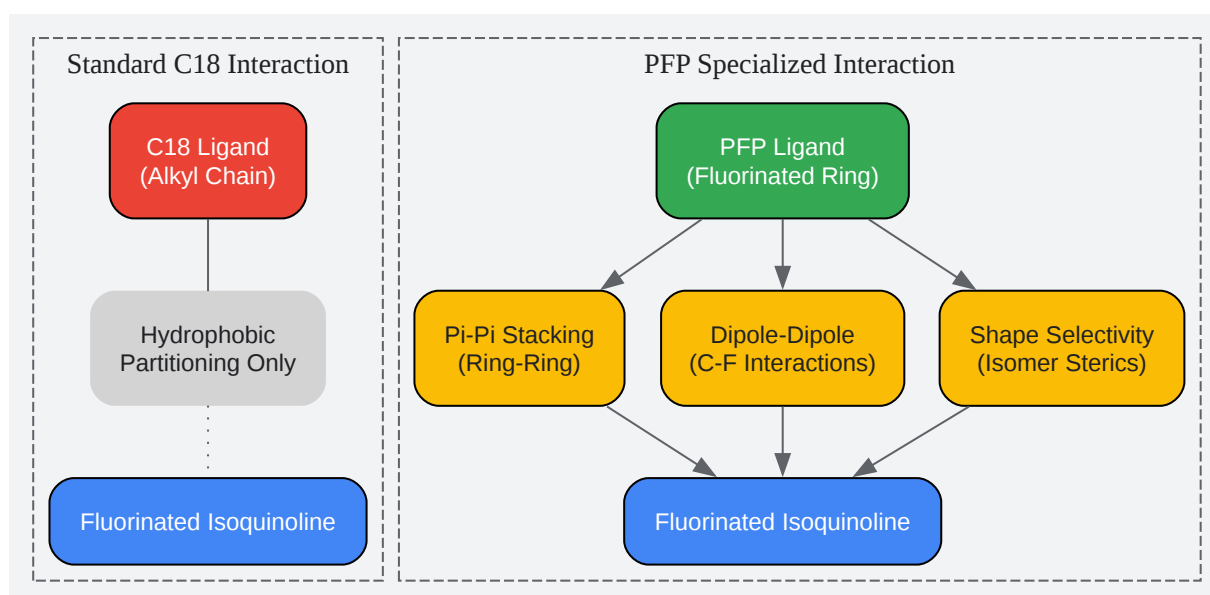 Standard C18 Interaction
C18 Ligand
(Alkyl Chain)
Hydrophobic
Partitioning Only
Fluorinated Isoquinoline
PFP Specialized Interaction
PFP Ligand
(Fluorinated Ring)
Pi-Pi Stacking
(Ring-Ring)
Dipole-Dipole
(C-F Interactions)
Shape Selectivity
(Isomer Sterics)
Fluorinated Isoquinoline